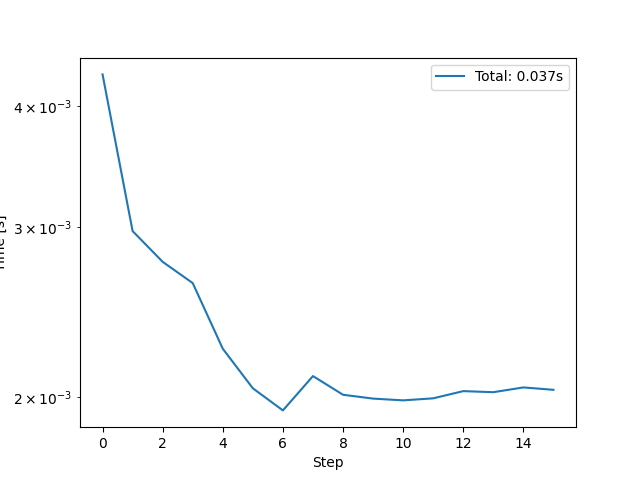 Total: 0.037s
4 × 10⁻³
3 × 10⁻³
2 × 10⁻³
Time [s]
0 2 4 6 8 10 12 14
Step